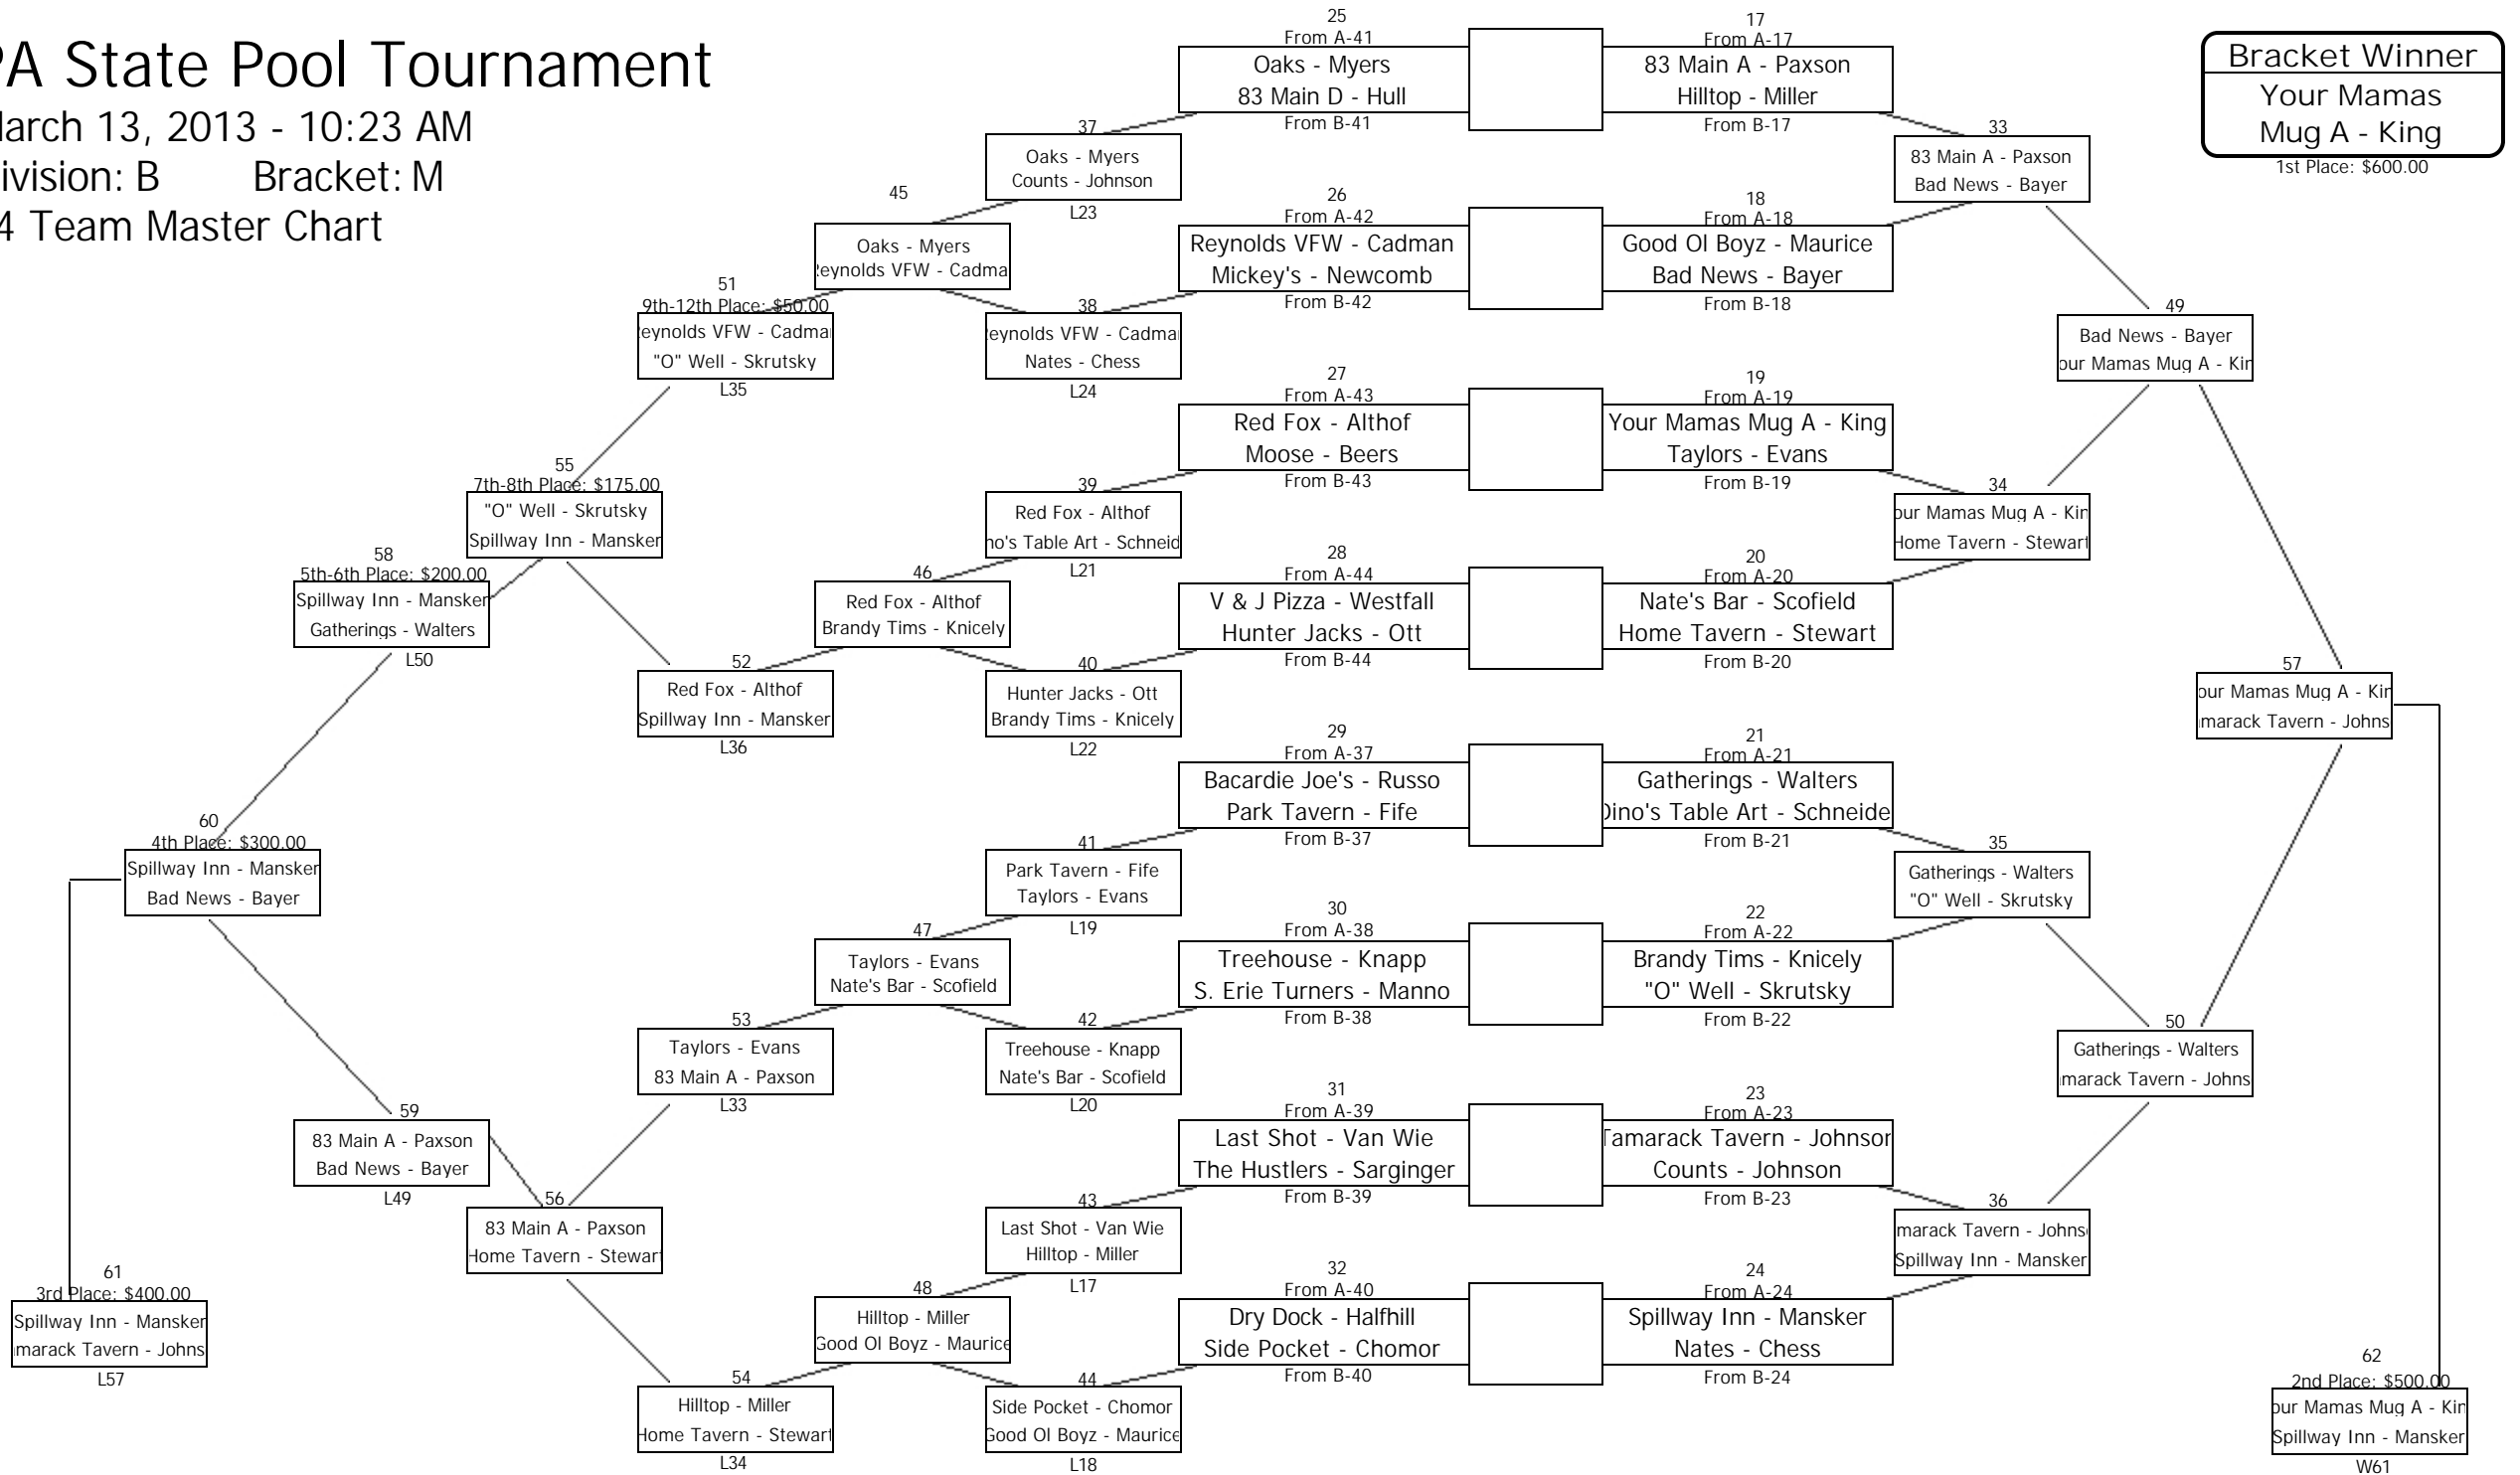 PA State Pool Tournament
March 13, 2013 - 10:23 AM
ivision: B Bracket: M
4 Team Master Chart
Bracket Winner
Your Mamas
Mug A - King
1st Place: $600.00
25
From A-41
Oaks - Myers
83 Main D - Hull
From B-41
26
From A-42
Reynolds VFW - Cadman
Mickey's - Newcomb
From B-42
27
From A-43
Red Fox - Althof
Moose - Beers
From B-43
28
From A-44
V & J Pizza - Westfall
Hunter Jacks - Ott
From B-44
29
From A-37
Bacardie Joe's - Russo
Park Tavern - Fife
From B-37
30
From A-38
Treehouse - Knapp
S. Erie Turners - Manno
From B-38
31
From A-39
Last Shot - Van Wie
The Hustlers - Sarginger
From B-39
32
From A-40
Dry Dock - Halfhill
Side Pocket - Chomor
From B-40
17
From A-17
83 Main A - Paxson
Hilltop - Miller
From B-17
18
From A-18
Good Ol Boyz - Maurice
Bad News - Bayer
From B-18
19
From A-19
Your Mamas Mug A - King
Taylors - Evans
From B-19
20
From A-20
Nate's Bar - Scofield
Home Tavern - Stewart
From B-20
21
From A-21
Gatherings - Walters
Dino's Table Art - Schneide
From B-21
22
From A-22
Brandy Tims - Knicely
"O" Well - Skrutsky
From B-22
23
From A-23
Tamarack Tavern - Johnson
Counts - Johnson
From B-23
24
From A-24
Spillway Inn - Mansker
Nates - Chess
From B-24
37
Oaks - Myers
Counts - Johnson
L23
38
eynolds VFW - Cadma
Nates - Chess
L24
39
Red Fox - Althof
no's Table Art - Schneid
L21
40
Hunter Jacks - Ott
Brandy Tims - Knicely
L22
41
Park Tavern - Fife
Taylors - Evans
L19
42
Treehouse - Knapp
Nate's Bar - Scofield
L20
43
Last Shot - Van Wie
Hilltop - Miller
L17
44
Side Pocket - Chomor
Good Ol Boyz - Maurice
L18
45
Oaks - Myers
Reynolds VFW - Cadma
46
Red Fox - Althof
Brandy Tims - Knicely
47
Taylors - Evans
Nate's Bar - Scofield
48
Hilltop - Miller
Good Ol Boyz - Maurice
51
9th-12th Place: $50.00
Reynolds VFW - Cadma
"O" Well - Skrutsky
L35
52
Red Fox - Althof
Spillway Inn - Mansker
L36
53
Taylors - Evans
83 Main A - Paxson
L33
54
Hilltop - Miller
Home Tavern - Stewart
L34
55
7th-8th Place: $175.00
"O" Well - Skrutsky
Spillway Inn - Mansker
56
83 Main A - Paxson
Home Tavern - Stewart
58
5th-6th Place: $200.00
Spillway Inn - Mansker
Gatherings - Walters
L50
59
83 Main A - Paxson
Bad News - Bayer
L49
60
4th Place: $300.00
Spillway Inn - Mansker
Bad News - Bayer
61
3rd Place: $400.00
Spillway Inn - Mansker
marack Tavern - Johns
L57
33
83 Main A - Paxson
Bad News - Bayer
34
our Mamas Mug A - Kin
Home Tavern - Stewart
35
Gatherings - Walters
"O" Well - Skrutsky
36
marack Tavern - Johns
Spillway Inn - Mansker
49
Bad News - Bayer
our Mamas Mug A - Kin
50
Gatherings - Walters
marack Tavern - Johns
57
our Mamas Mug A - Kin
marack Tavern - Johns
62
2nd Place: $500.00
our Mamas Mug A - Kin
Spillway Inn - Mansker
W61